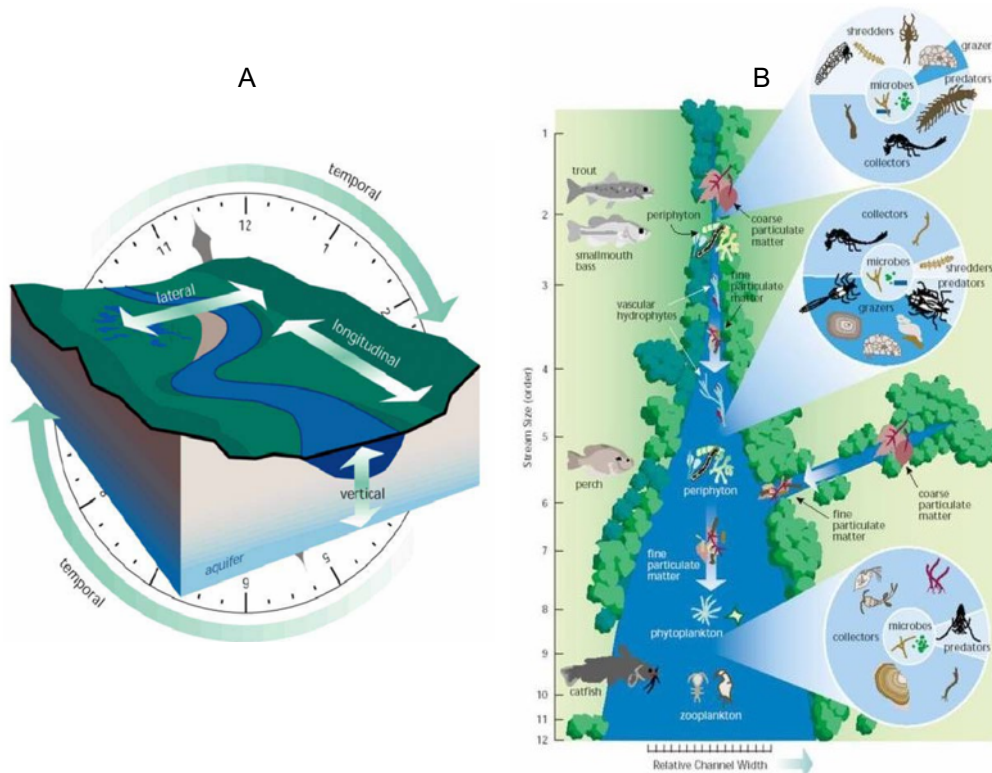 A
temporal
12
11
1
2
lateral
longitudinal
vertical
aquifer
5
6
temporal
B
shredders
grazer
microbes
predators
collectors
1
trout
2
periphyton
coarse
particulate
matter
smallmouth
bass
collectors
microbes
shredders
predators
grazers
fine
particulate
matter
3
vascular
hydrophytes
4
Stream Size (order)
5
perch
periphyton
6
fine
particulate
matter
coarse
particulate
matter
7
fine
particulate
matter
8
phytoplankton
microbes
collectors
predators
9
catfish
10
zooplankton
11
12
Relative Channel Width